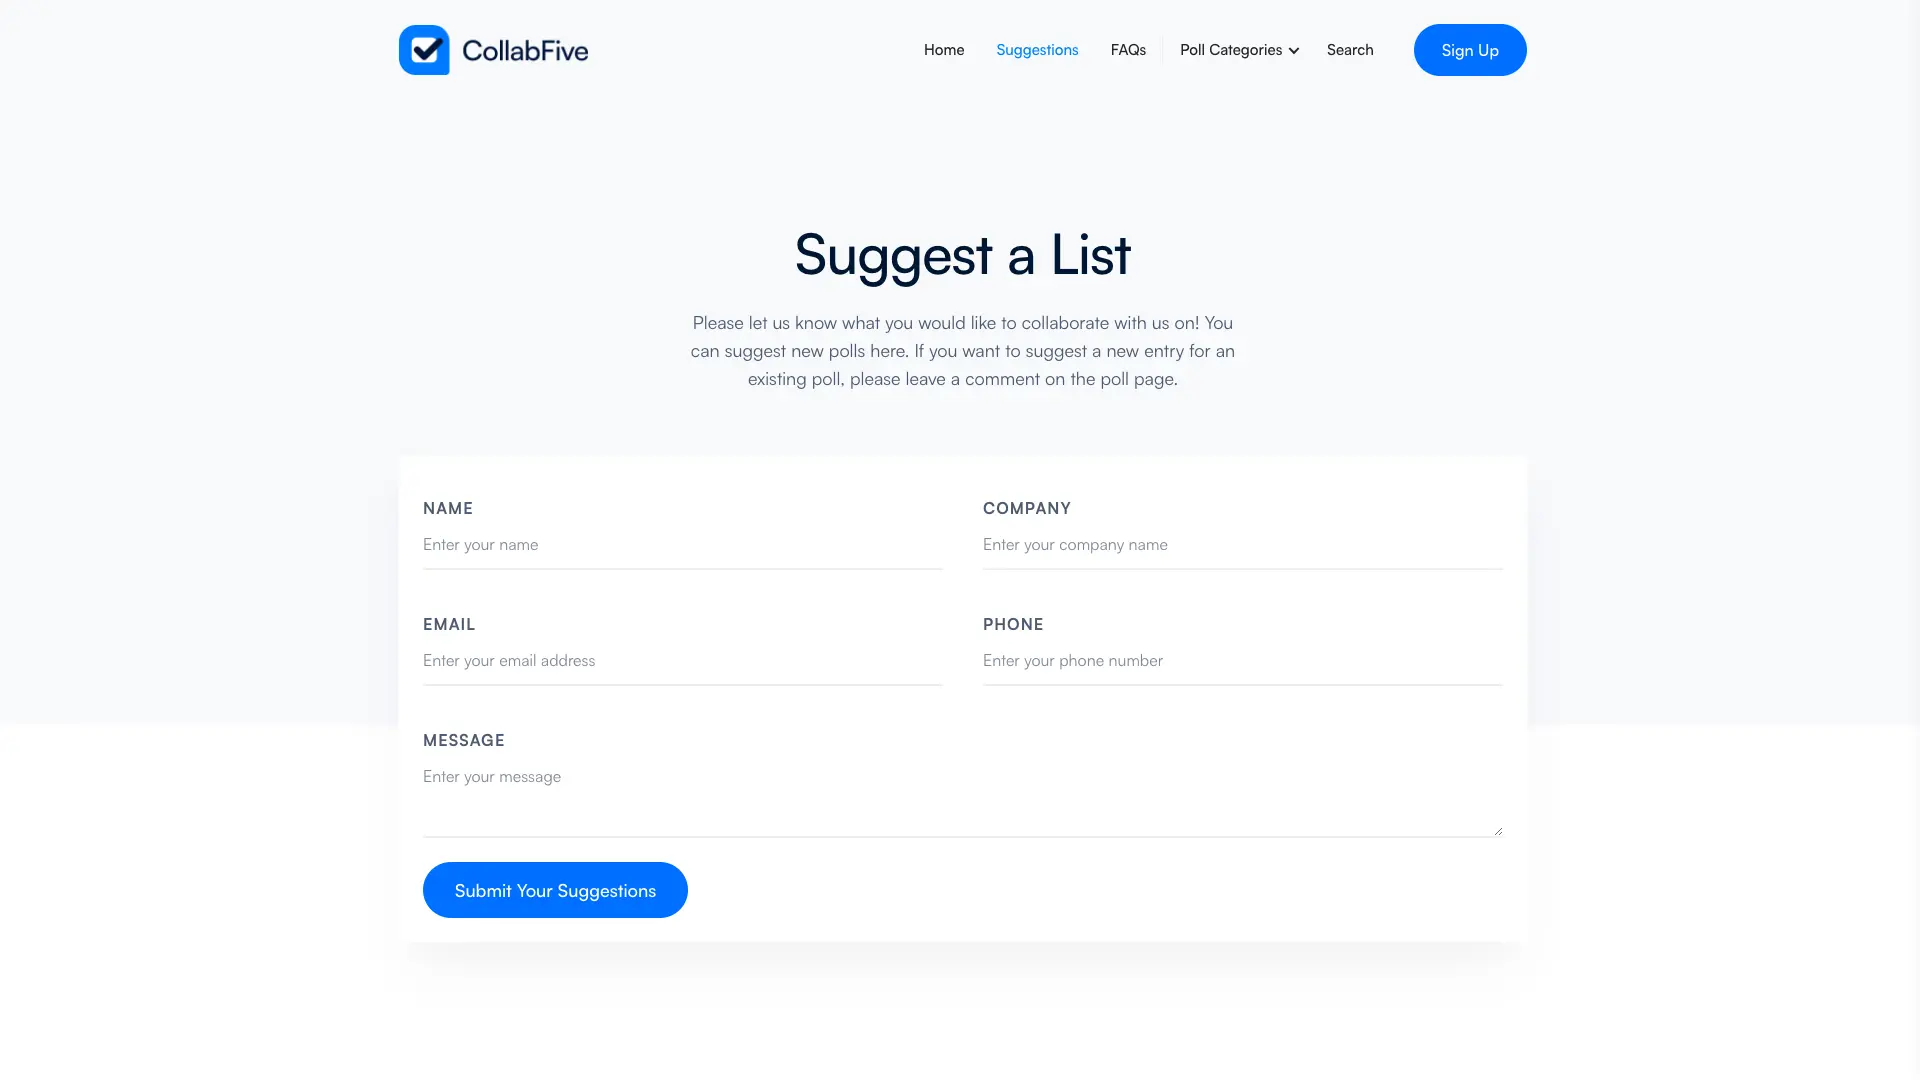 CollabFive
Home
Suggestions
FAQs
Poll Categories
Search
Sign Up
Suggest a List
Please let us know what you would like to collaborate with us on! You
can suggest new polls here. If you want to suggest a new entry for an
existing poll, please leave a comment on the poll page.
NAME
Enter your name
COMPANY
Enter your company name
EMAIL
Enter your email address
PHONE
Enter your phone number
MESSAGE
Enter your message
Submit Your Suggestions